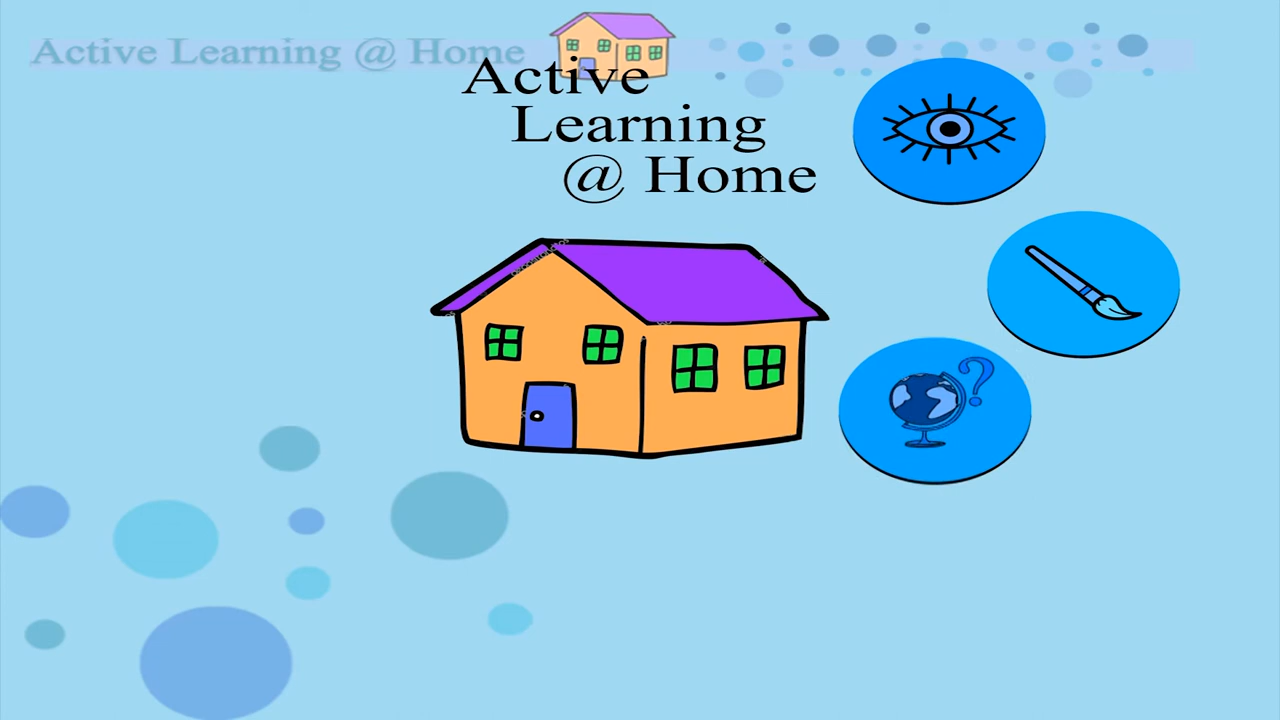 Active Learning @ Home
Active
Learning
@ Home
?